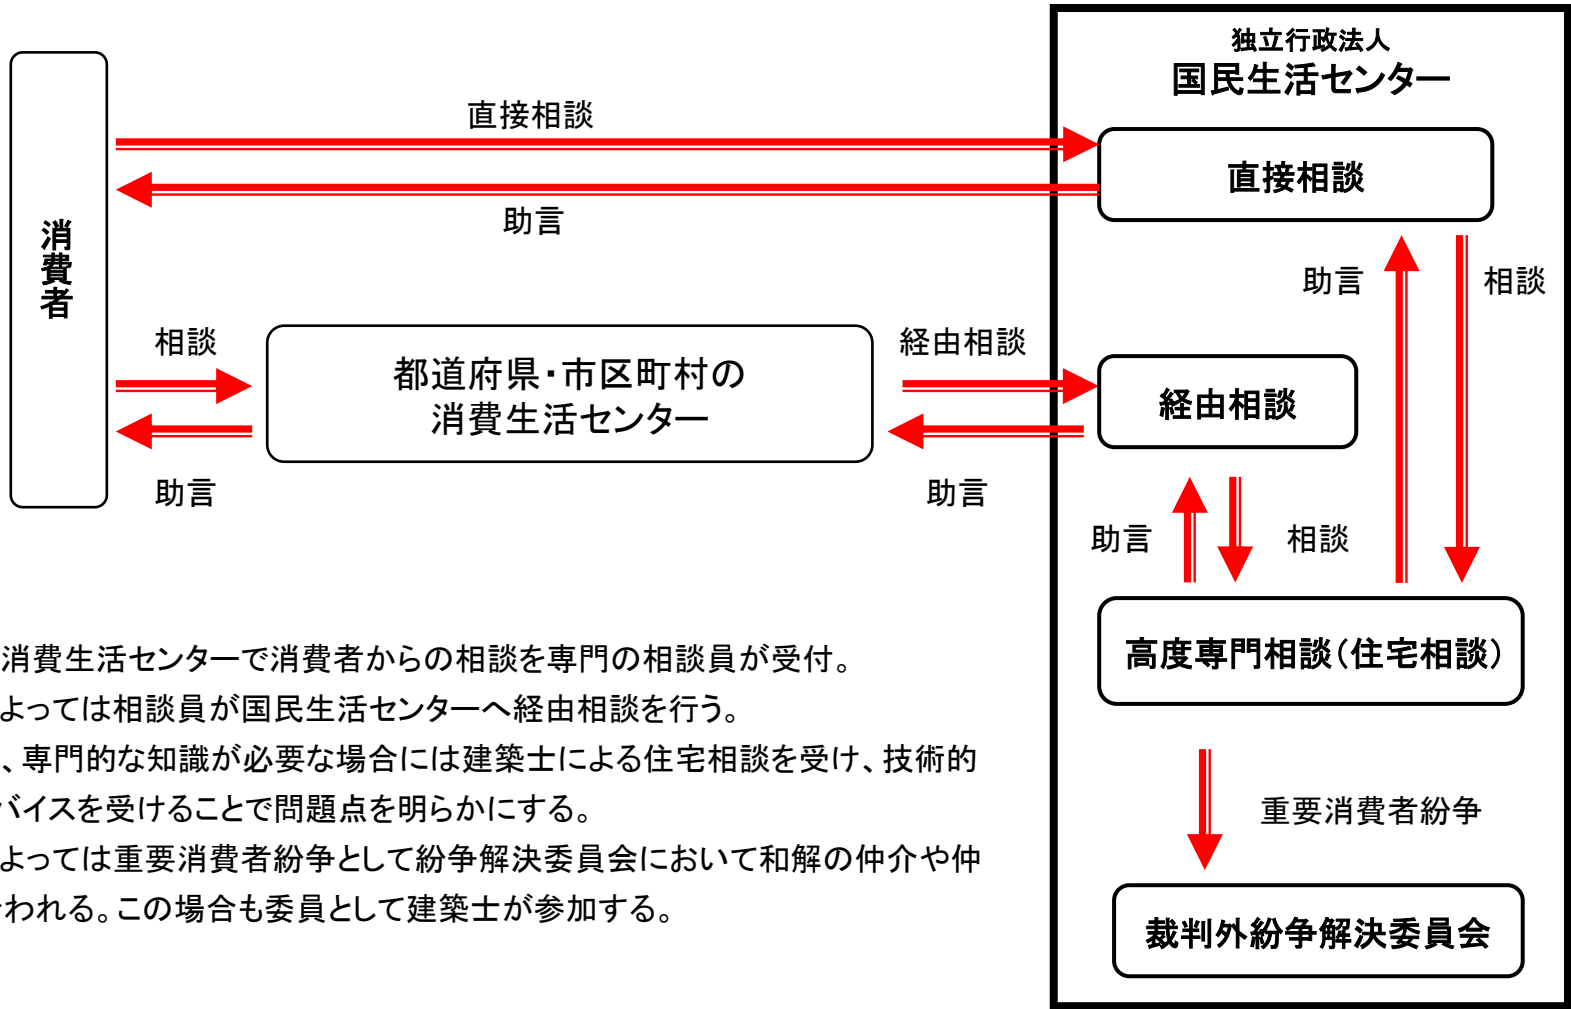 独立行政法人
国民生活センター
直接相談
直接相談
助言
消費者
助言
相談
相談
経由相談
都道府県・市区町村の
消費生活センター
経由相談
助言
助言
助言
相談
高度専門相談(住宅相談)
消費生活センターで消費者からの相談を専門の相談員が受付。
よっては相談員が国民生活センターへ経由相談を行う。
、専門的な知識が必要な場合には建築士による住宅相談を受け、技術的
バイスを受けることで問題点を明らかにする。
重要消費者紛争
よっては重要消費者紛争として紛争解決委員会において和解の仲介や仲
われる。この場合も委員として建築士が参加する。
裁判外紛争解決委員会